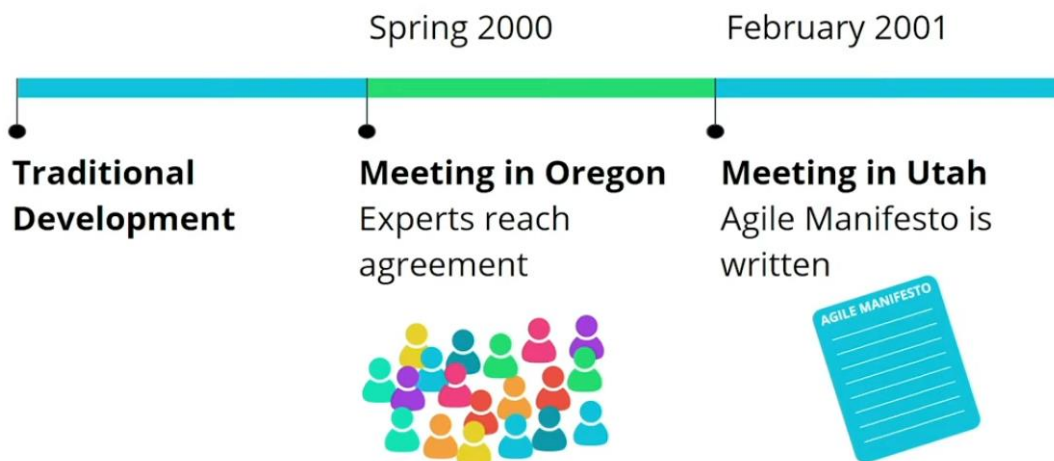 Spring 2000
February 2001
Traditional
Development
Meeting in Oregon
Experts reach
agreement
Meeting in Utah
Agile Manifesto is
written
AGILE MANIFESTO